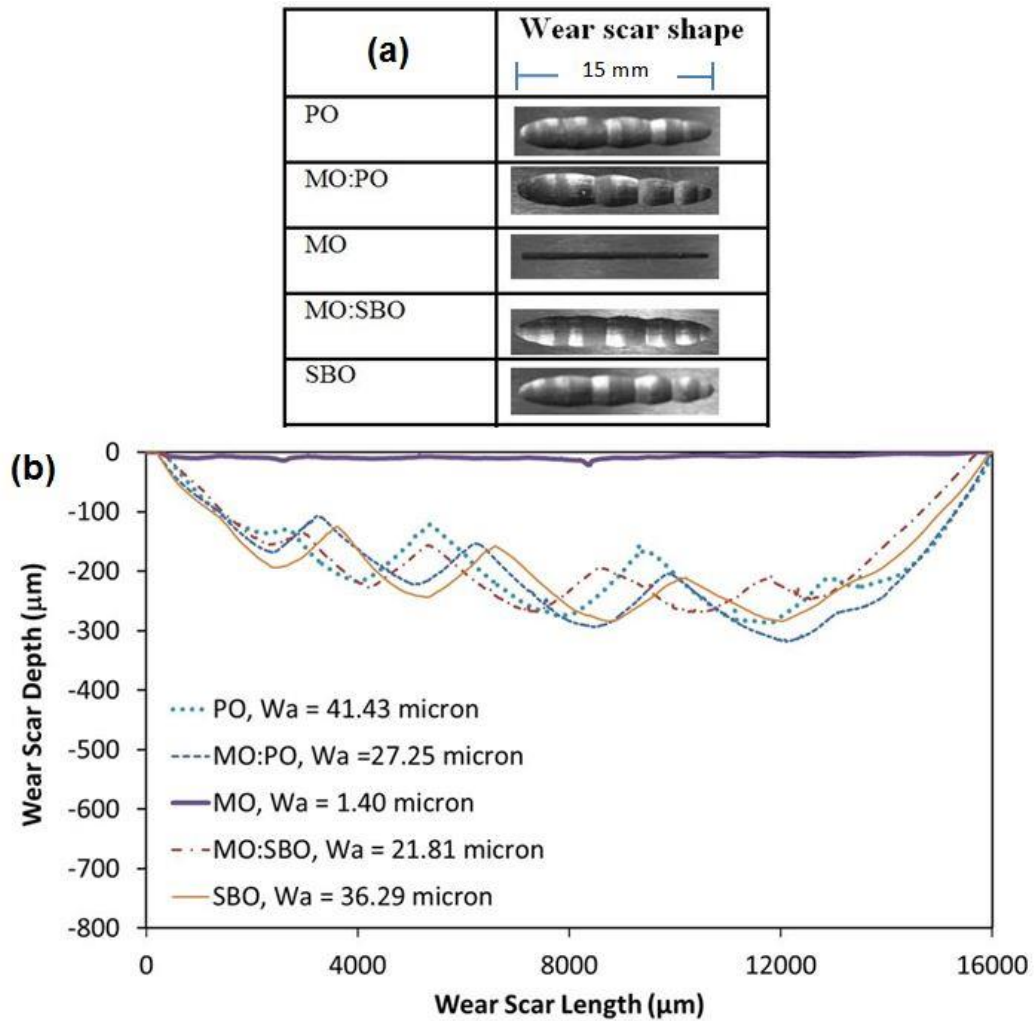 (a)
Wear scar shape
15 mm
PO
MO:PO
MO
MO:SBO
SBO
(b)
0
-100
-200
-300
-400
-500
-600
-700
-800
Wear Scar Depth (µm)
PO, Wa = 41.43 micron
MO:PO, Wa =27.25 micron
MO, Wa = 1.40 micron
MO:SBO, Wa = 21.81 micron
SBO, Wa = 36.29 micron
0 4000 8000 12000 16000
Wear Scar Length (µm)